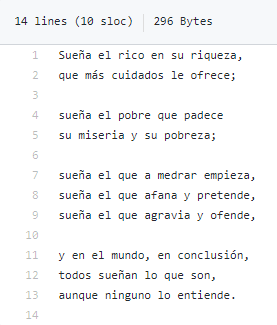 14 lines (10 sloc) 296 Bytes
1 Sueña el rico en su riqueza,
2 que más cuidados le ofrece;
3
4 sueña el pobre que padece
5 su miseria y su pobreza;
6
7 sueña el que a medrar empieza,
8 sueña el que afana y pretende,
9 sueña el que agravia y ofende,
10
11 y en el mundo, en conclusión,
12 todos sueñan lo que son,
13 aunque ninguno lo entiende.
14